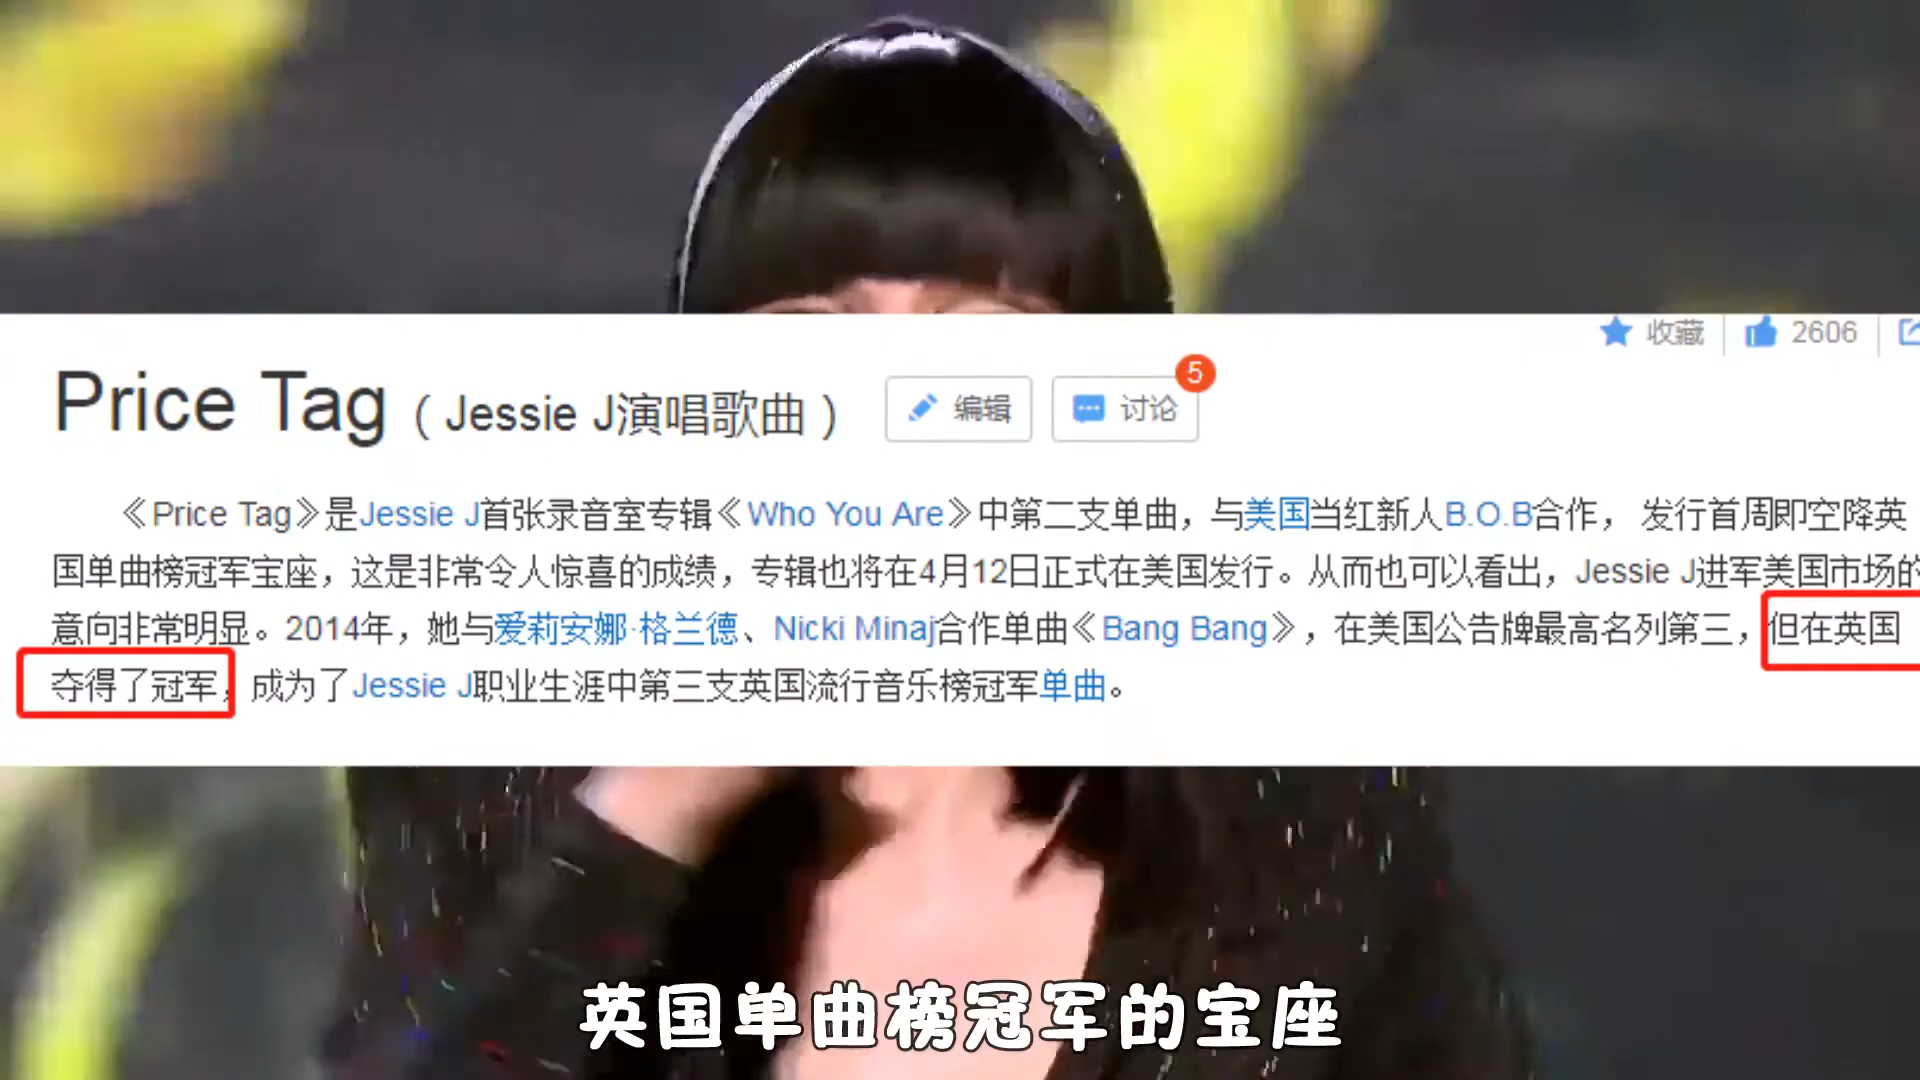 收藏 2606
Price Tag（Jessie J演唱歌曲） 编辑 讨论 5
《Price Tag》是Jessie J首张录音室专辑《Who You Are》中第二支单曲，与美国当红新人B.O.B合作， 发行首周即空降英
国单曲榜冠军宝座，这是非常令人惊喜的成绩，专辑也将在4月12日正式在美国发行。从而也可以看出，Jessie J进军美国市场的
意向非常明显。2014年，她与爱莉安娜·格兰德、Nicki Minaj合作单曲《Bang Bang》，在美国公告牌最高名列第三，但在英国
夺得了冠军，成为了Jessie J职业生涯中第三支英国流行音乐榜冠军单曲。
英国单曲榜冠军的宝座